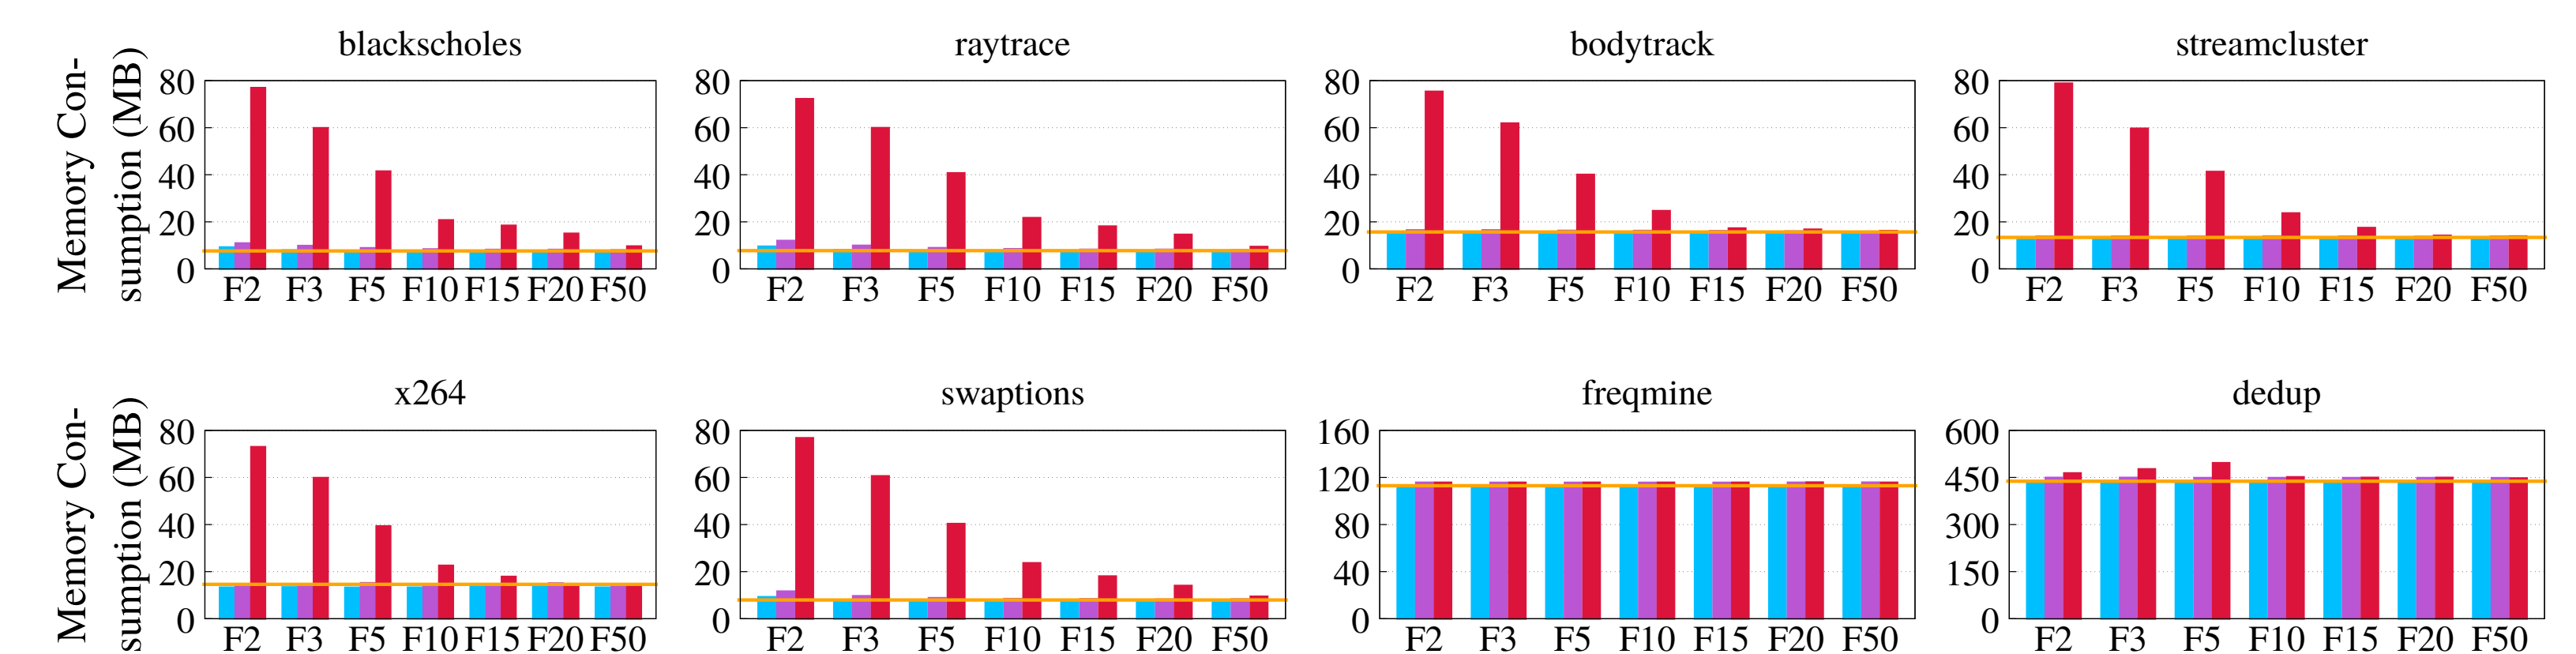 blackscholes raytrace bodytrack streamcluster
Memory Con-
sumption (MB)
80 80 80 80
60 60 60 60
40 40 40 40
20 20 20 20
0 0 0 0
F2 F3 F5 F10 F15 F20 F50 F2 F3 F5 F10 F15 F20 F50 F2 F3 F5 F10 F15 F20 F50 F2 F3 F5 F10 F15 F20 F50
x264 swaptions freqmine dedup
Memory Con-
sumption (MB)
80 80 160 600
60 60 120 450
40 40 80 300
20 20 40 150
0 0 0 0
F2 F3 F5 F10 F15 F20 F50 F2 F3 F5 F10 F15 F20 F50 F2 F3 F5 F10 F15 F20 F50 F2 F3 F5 F10 F15 F20 F50